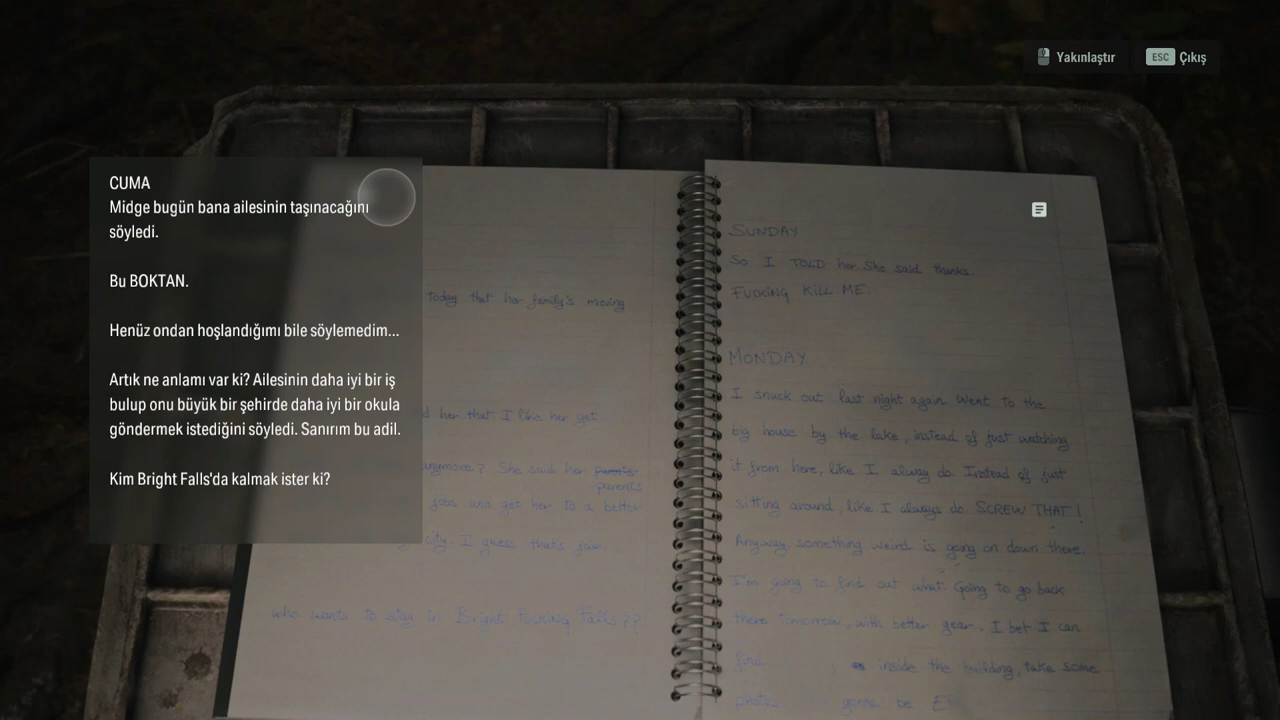 Yakınlaştır
ESC Çıkış
CUMA
Midge bugün bana ailesinin taşınacağını
söyledi.
Bu BOKTAN.
Henüz ondan hoşlandığımı bile söylemedim...
Artık ne anlamı var ki? Ailesinin daha iyi bir iş
bulup onu büyük bir şehirde daha iyi bir okula
göndermek istediğini söyledi. Sanırım bu adil.
Kim Bright Falls'da kalmak ister ki?
today that her family's moving
her that I like her yet
anymore? She said her
parents
jobs and get her to a better
city. I guess that's fair.
who wants to stay in Bright FUCKING Falls??
SUNDAY
So I TOLD her. She said thanks.
FUCKING KILL ME.
MONDAY
I snuck out last night again. Went to the
big house by the lake, instead of just watching
it from here, like I always do. Instead of just
sitting around, like I always do. SCREW THAT!
Anyway, something weird is going on down there.
I'm going to find out what. Going to go back
there tomorrow, with better gear. I bet I can
find inside the building, take some
photos gonna be